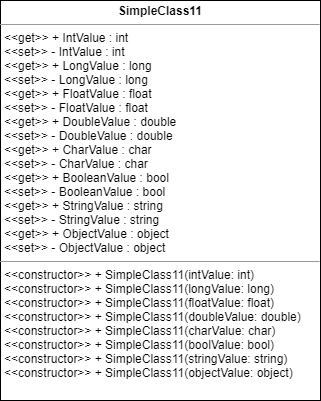 SimpleClass11
<<get>> + IntValue : int
<<set>> - IntValue : int
<<get>> + LongValue : long
<<set>> - LongValue : long
<<get>> + FloatValue : float
<<set>> - FloatValue : float
<<get>> + DoubleValue : double
<<set>> - DoubleValue : double
<<get>> + CharValue : char
<<set>> - CharValue : char
<<get>> + BooleanValue : bool
<<set>> - BooleanValue : bool
<<get>> + StringValue : string
<<set>> - StringValue : string
<<get>> + ObjectValue : object
<<set>> - ObjectValue : object
<<constructor>> + SimpleClass11(intValue: int)
<<constructor>> + SimpleClass11(longValue: long)
<<constructor>> + SimpleClass11(floatValue: float)
<<constructor>> + SimpleClass11(doubleValue: double)
<<constructor>> + SimpleClass11(charValue: char)
<<constructor>> + SimpleClass11(boolValue: bool)
<<constructor>> + SimpleClass11(stringValue: string)
<<constructor>> + SimpleClass11(objectValue: object)